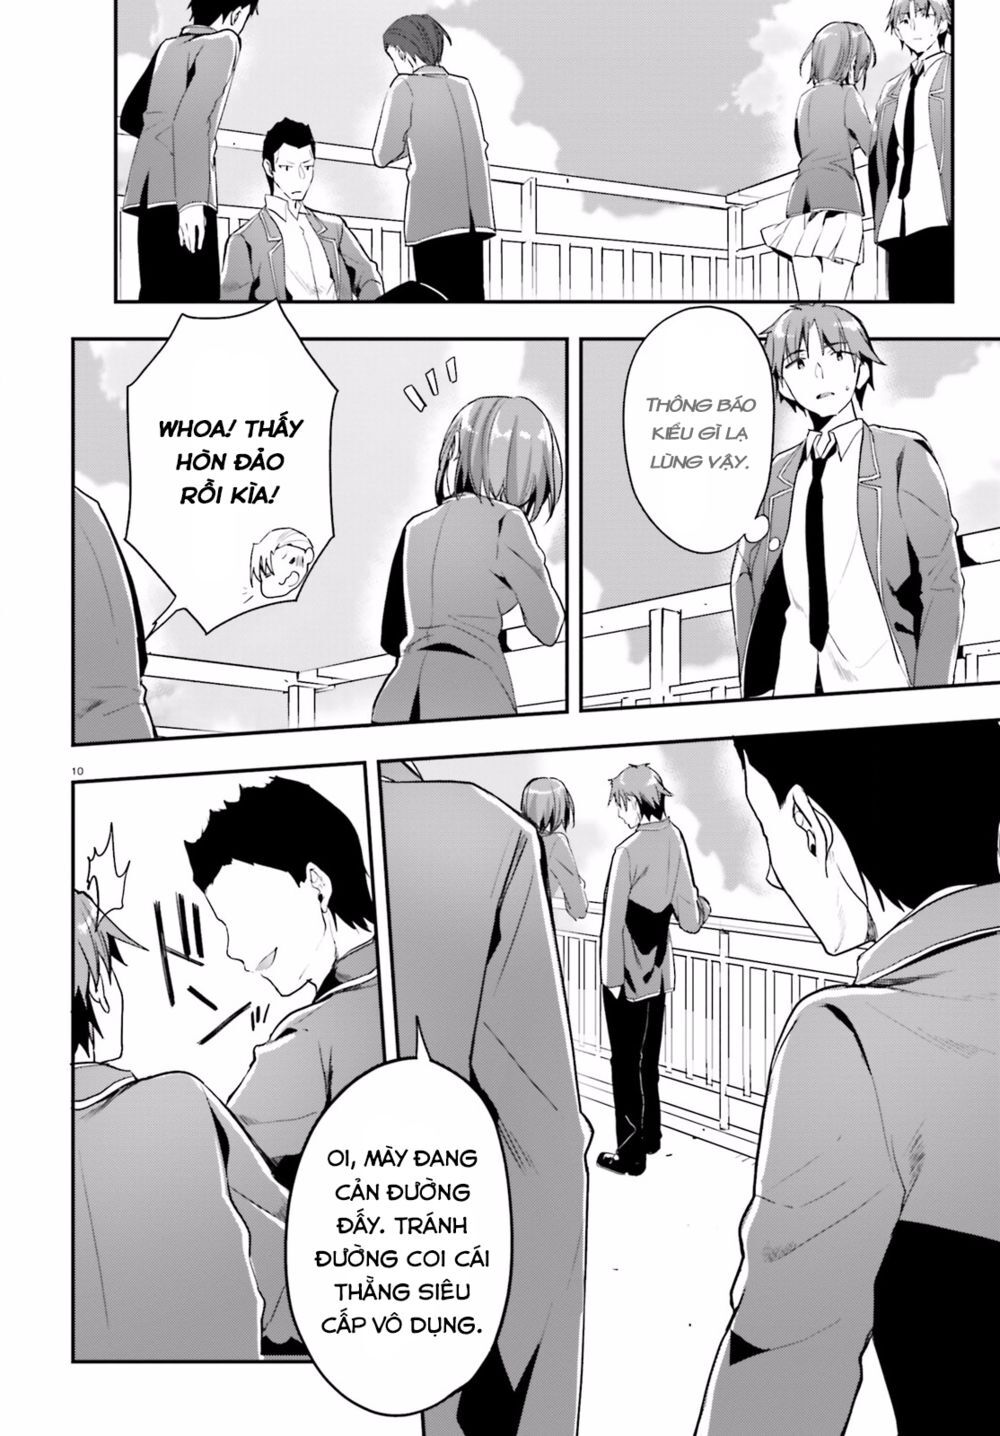 THÔNG BÁO
KIỂU GÌ LẠ
LÙNG VẬY.
WHOA! THẤY
HÒN ĐẢO
RỒI KÌA!
10
OI, MÀY ĐANG
CẢN ĐƯỜNG
ĐẤY. TRÁNH
ĐƯỜNG COI CÁI
THẰNG SIÊU
CẤP VÔ DỤNG.